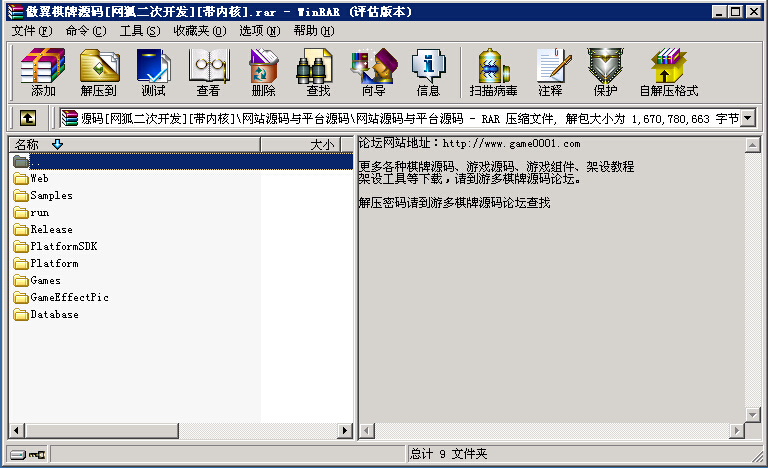 傲翼棋牌源码[网狐二次开发][带内核].rar - WinRAR (评估版本)
文件(F) 命令(C) 工具(S) 收藏夹(O) 选项(N) 帮助(H)
添加 解压到 测试 查看 删除 查找 向导 信息 扫描病毒 注释 保护 自解压格式
源码[网狐二次开发][带内核]\网站源码与平台源码\网站源码与平台源码 - RAR 压缩文件, 解包大小为 1,670,780,663 字节
名称 大小
..
Web
Samples
run
Release
PlatformSDK
Platform
Games
GameEffectPic
Database
论坛网站地址：http://www.game0001.com
更多各种棋牌源码、游戏源码、游戏组件、架设教程
架设工具等下载，请到游多棋牌源码论坛。
解压密码请到游多棋牌源码论坛查找
总计 9 文件夹